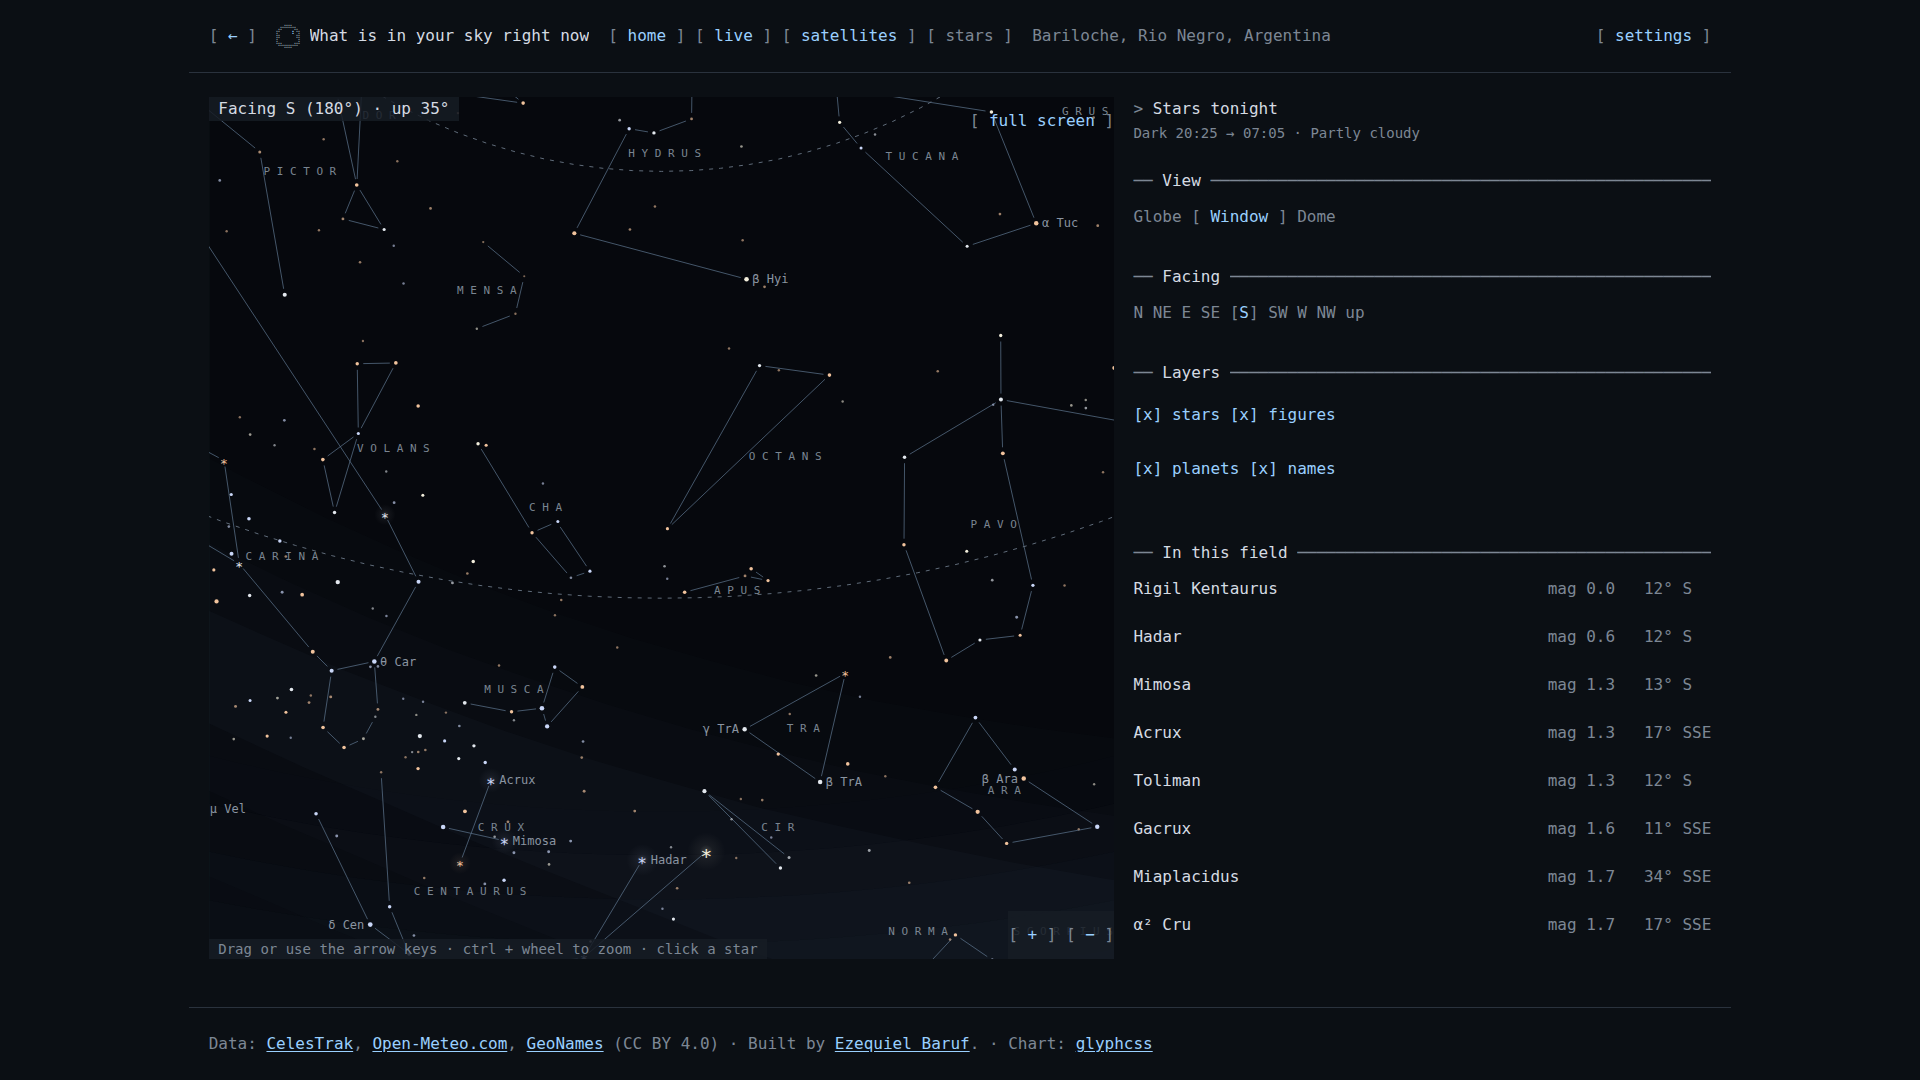 [ ← ] What is in your sky right now [ home ] [ live ] [ satellites ] [ stars ] Bariloche, Rio Negro, Argentina [ settings ]
Facing S (180°) · up 35°
[ full screen ]
GRUS
HYDRUS
TUCANA
PICTOR
α Tuc
β Hyi
MENSA
VOLANS
OCTANS
CHA
PAVO
CARINA
APUS
θ Car
MUSCA
γ TrA
TRA
β TrA
β Ara
ARA
Acrux
μ Vel
CRUX
Mimosa
CIR
Hadar
CENTAURUS
δ Cen
NORMA
[ + ] [ − ]
Drag or use the arrow keys · ctrl + wheel to zoom · click a star
> Stars tonight
Dark 20:25 → 07:05 · Partly cloudy
View
Globe [ Window ] Dome
Facing
N NE E SE [S] SW W NW up
Layers
[x] stars [x] figures
[x] planets [x] names
In this field
Rigil Kentaurus mag 0.0 12° S
Hadar mag 0.6 12° S
Mimosa mag 1.3 13° S
Acrux mag 1.3 17° SSE
Toliman mag 1.3 12° S
Gacrux mag 1.6 11° SSE
Miaplacidus mag 1.7 34° SSE
α² Cru mag 1.7 17° SSE
Data: CelesTrak, Open-Meteo.com, GeoNames (CC BY 4.0) · Built by Ezequiel Baruf. · Chart: glyphcss